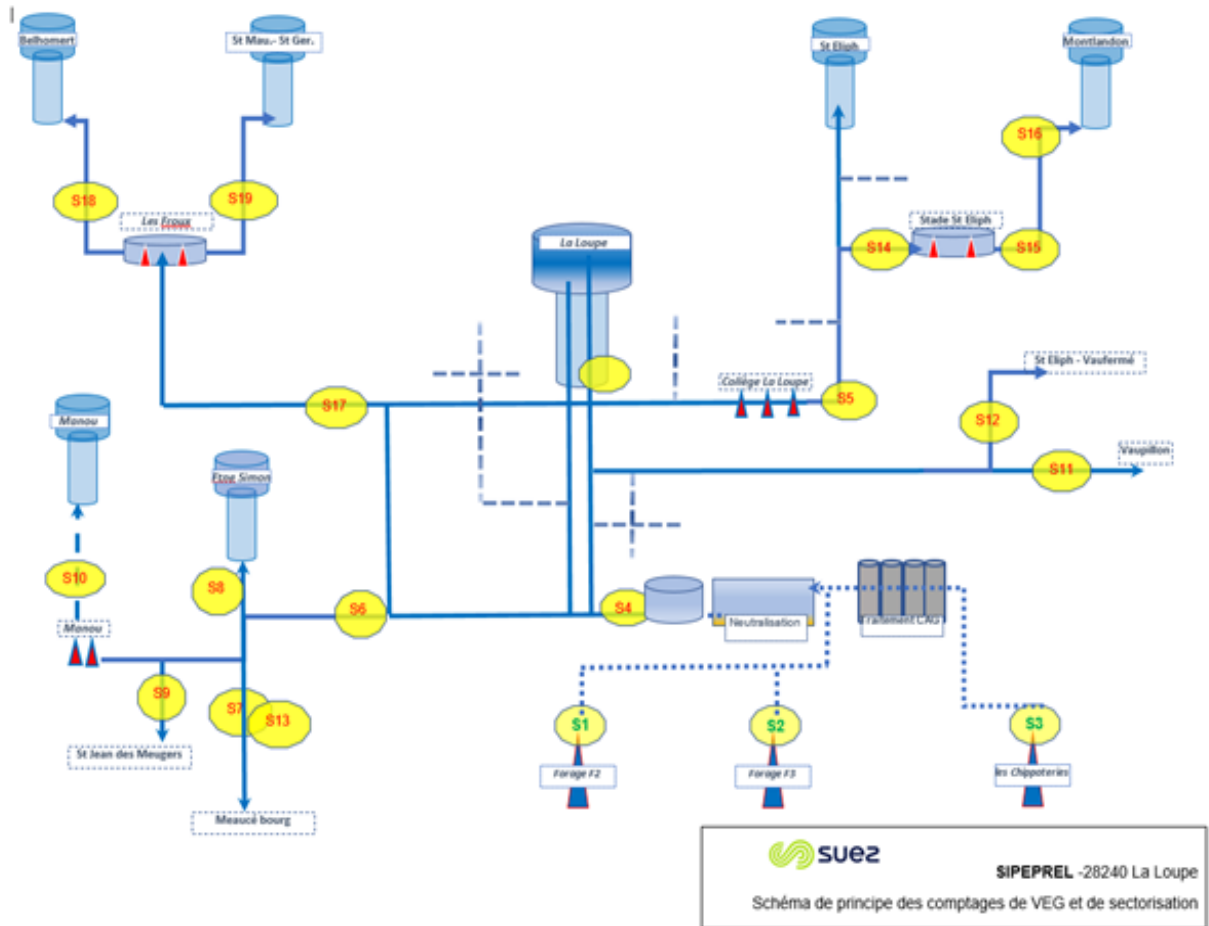 Belhomert
St Mau.- St Ger.
St Eliph
Montlandon
S16
S18
S19
Les Eroux
La Loupe
S14
Stade St Eliph
S15
St Eliph - Vaufermé
Collège La Loupe
S17
S5
S12
Manou
Vaupillon
S11
Etog Simon
S10
S8
S6
S4
Neutralisation
Traitement CAG
Manou
S9
S7
S13
S1
S2
S3
St Jean des Meugers
Forage F2
Forage F3
les Chippoteries
Meaucé bourg
suez
SIPEPREL -28240 La Loupe
Schéma de principe des comptages de VEG et de sectorisation